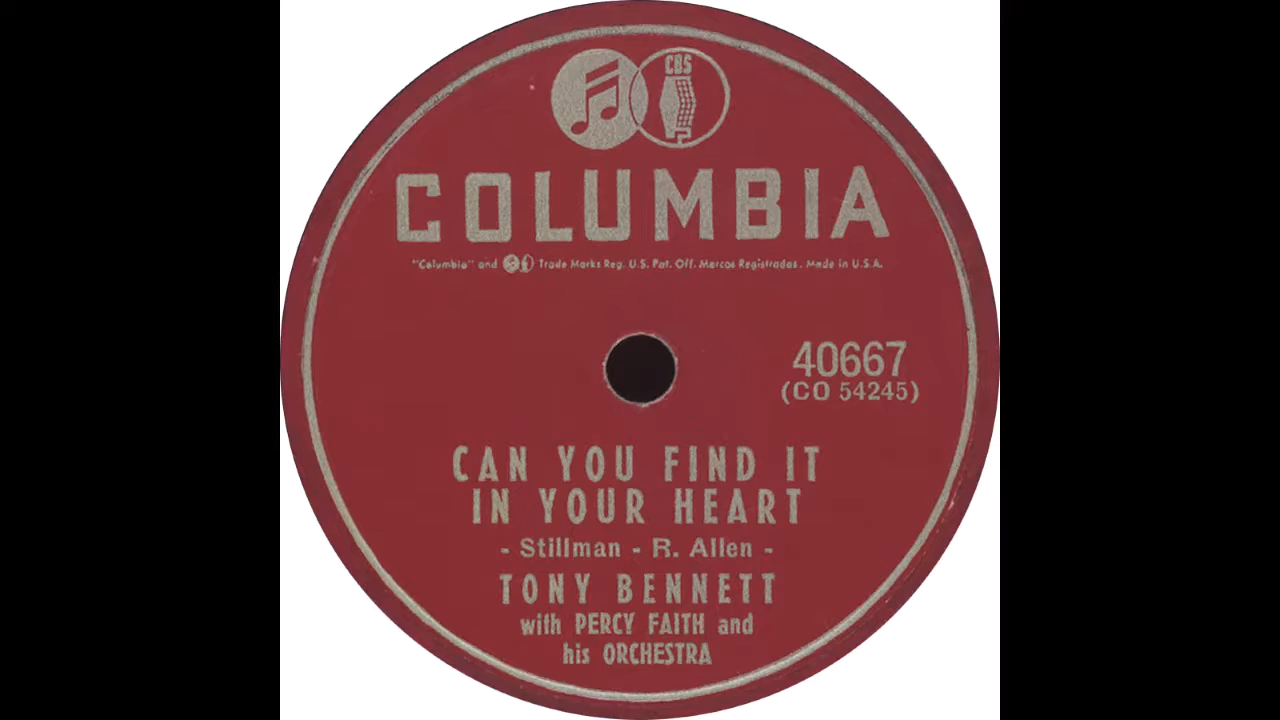 CBS
COLUMBIA
"Columbia" and Trade Marks Reg. U.S. Pat. Off. Marcas Registradas. Made in U.S.A.
40667
(CO 54245)
CAN YOU FIND IT
IN YOUR HEART
- Stillman - R. Allen -
TONY BENNETT
with PERCY FAITH and
his ORCHESTRA